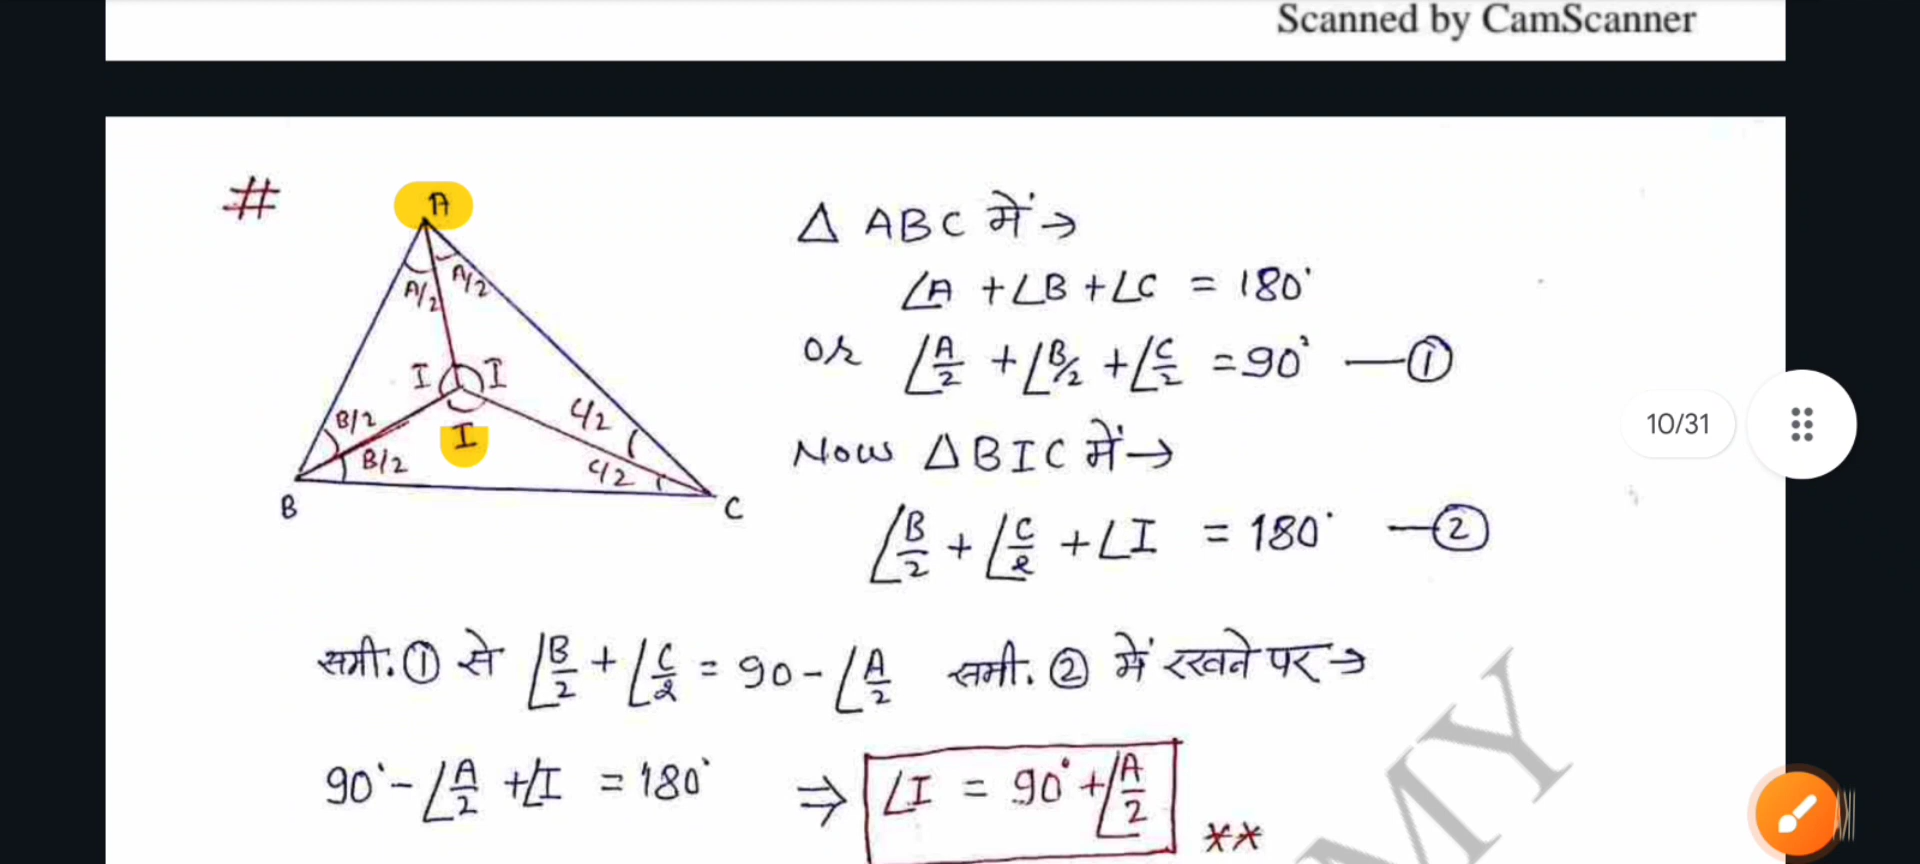 Scanned by CamScanner
#
A
A/2 A/2
I I
B/2
C/2
I
B/2
C/2
B
C
△ ABC में →
∠A + ∠B + ∠C = 180°
or ∠A/2 + ∠B/2 + ∠C/2 = 90° — ①
Now △ BIC में →
∠B/2 + ∠C/2 + ∠I = 180° — ②
समी. ① से ∠B/2 + ∠C/2 = 90 - ∠A/2 समी. ② में रखने पर →
90° - ∠A/2 + ∠I = 180° ⇒ ∠I = 90° + ∠A/2 **
10/31
MY